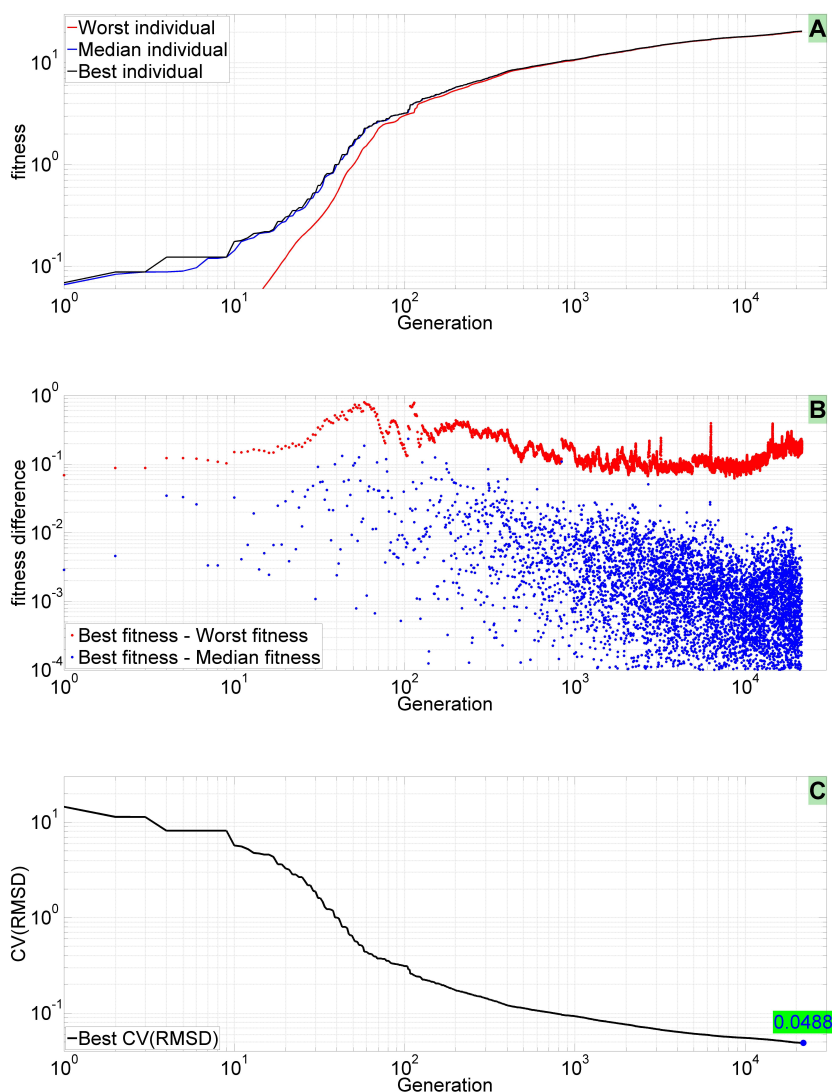 Worst individual
Median individual
Best individual
A
10^1
10^0
10^-1
fitness
10^0
10^1
10^2
10^3
10^4
Generation
B
10^0
10^-1
10^-2
10^-3
10^-4
fitness difference
Best fitness - Worst fitness
Best fitness - Median fitness
10^0
10^1
10^2
10^3
10^4
Generation
C
10^1
10^0
10^-1
CV(RMSD)
0.0488
Best CV(RMSD)
10^0
10^1
10^2
10^3
10^4
Generation